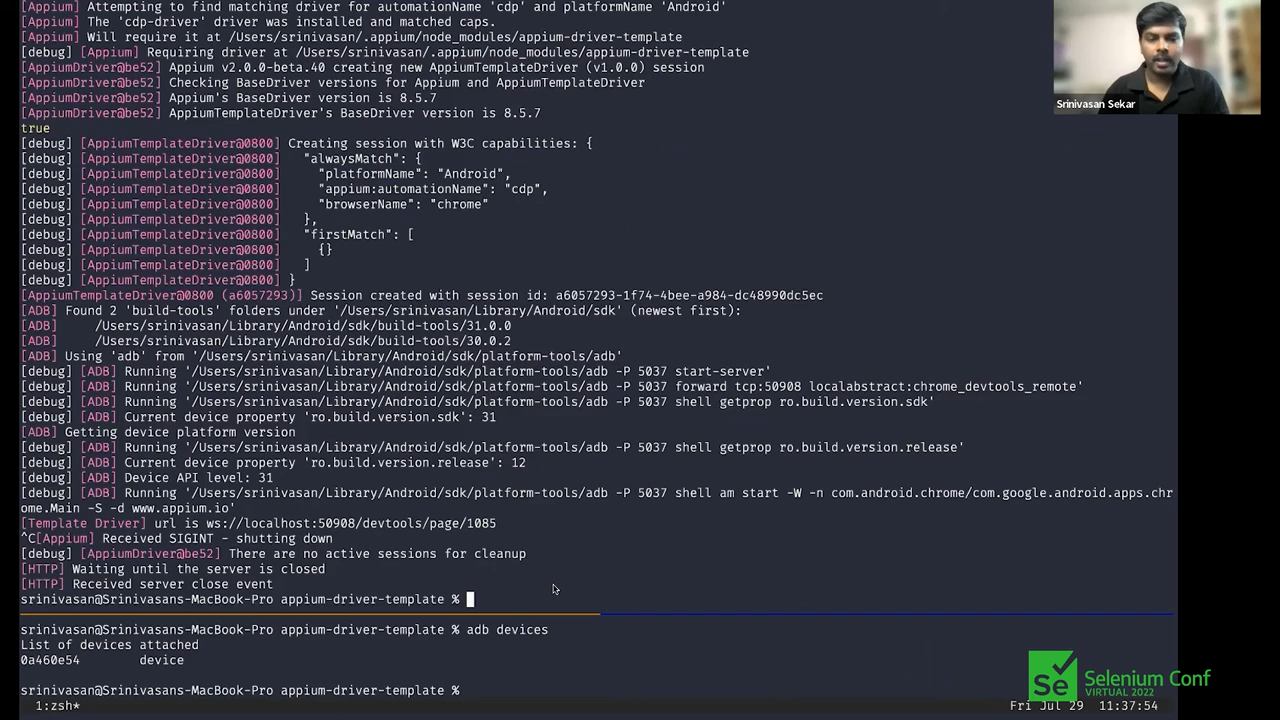 [Appium] Attempting to find matching driver for automationName 'cdp' and platformName 'Android'
[Appium] The 'cdp-driver' driver was installed and matched caps.
[Appium] Will require it at /Users/srinivasan/.appium/node_modules/appium-driver-template
[debug] [Appium] Requiring driver at /Users/srinivasan/.appium/node_modules/appium-driver-template
[AppiumDriver@be52] Appium v2.0.0-beta.40 creating new AppiumTemplateDriver (v1.0.0) session
[AppiumDriver@be52] Checking BaseDriver versions for Appium and AppiumTemplateDriver
[AppiumDriver@be52] Appium's BaseDriver version is 8.5.7
[AppiumDriver@be52] AppiumTemplateDriver's BaseDriver version is 8.5.7
true
[debug] [AppiumTemplateDriver@0800] Creating session with W3C capabilities: {
[debug] [AppiumTemplateDriver@0800]   "alwaysMatch": {
[debug] [AppiumTemplateDriver@0800]     "platformName": "Android",
[debug] [AppiumTemplateDriver@0800]     "appium:automationName": "cdp",
[debug] [AppiumTemplateDriver@0800]     "browserName": "chrome"
[debug] [AppiumTemplateDriver@0800]   },
[debug] [AppiumTemplateDriver@0800]   "firstMatch": [
[debug] [AppiumTemplateDriver@0800]     {}
[debug] [AppiumTemplateDriver@0800]   ]
[debug] [AppiumTemplateDriver@0800] }
[AppiumTemplateDriver@0800 (a6057293)] Session created with session id: a6057293-1f74-4bee-a984-dc48990dc5ec
[ADB] Found 2 'build-tools' folders under '/Users/srinivasan/Library/Android/sdk' (newest first):
[ADB]     /Users/srinivasan/Library/Android/sdk/build-tools/31.0.0
[ADB]     /Users/srinivasan/Library/Android/sdk/build-tools/30.0.2
[ADB] Using 'adb' from '/Users/srinivasan/Library/Android/sdk/platform-tools/adb'
[debug] [ADB] Running '/Users/srinivasan/Library/Android/sdk/platform-tools/adb -P 5037 start-server'
[debug] [ADB] Running '/Users/srinivasan/Library/Android/sdk/platform-tools/adb -P 5037 forward tcp:50908 localabstract:chrome_devtools_remote'
[debug] [ADB] Running '/Users/srinivasan/Library/Android/sdk/platform-tools/adb -P 5037 shell getprop ro.build.version.sdk'
[debug] [ADB] Current device property 'ro.build.version.sdk': 31
[ADB] Getting device platform version
[debug] [ADB] Running '/Users/srinivasan/Library/Android/sdk/platform-tools/adb -P 5037 shell getprop ro.build.version.release'
[debug] [ADB] Current device property 'ro.build.version.release': 12
[debug] [ADB] Device API level: 31
[debug] [ADB] Running '/Users/srinivasan/Library/Android/sdk/platform-tools/adb -P 5037 shell am start -W -n com.android.chrome/com.google.android.apps.chr
ome.Main -S -d www.appium.io'
[Template Driver] url is ws://localhost:50908/devtools/page/1085
^C[Appium] Received SIGINT - shutting down
[debug] [AppiumDriver@be52] There are no active sessions for cleanup
[HTTP] Waiting until the server is closed
[HTTP] Received server close event
srinivasan@Srinivasans-MacBook-Pro appium-driver-template %
srinivasan@Srinivasans-MacBook-Pro appium-driver-template % adb devices
List of devices attached
0a460e54        device
srinivasan@Srinivasans-MacBook-Pro appium-driver-template %
1:zsh*
Fri Jul 29  11:37:54
Srinivasan Sekar
Se
Selenium Conf
VIRTUAL 2022